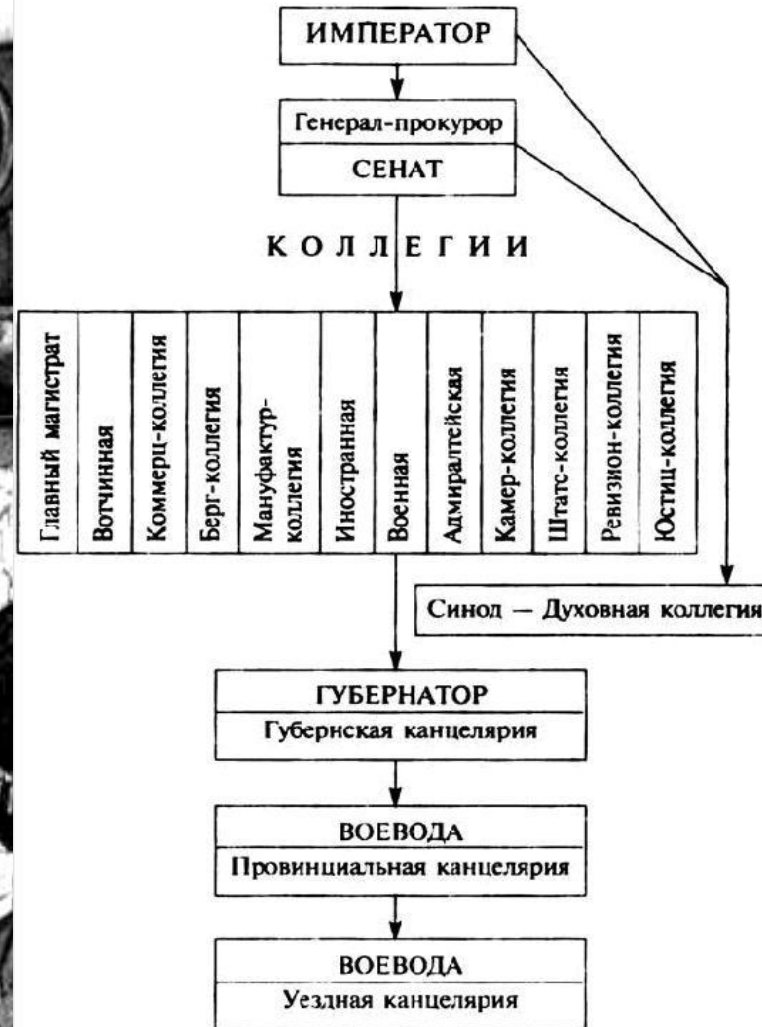 ИМПЕРАТОР
Генерал-прокурор
СЕНАТ
КОЛЛЕГИИ
Главный магистрат
Вотчинная
Коммерц-коллегия
Берг-коллегия
Мануфактур-
коллегия
Иностранная
Военная
Адмиралтейская
Камер-коллегия
Штатс-коллегия
Ревизион-коллегия
Юстиц-коллегия
Синод — Духовная коллегия
ГУБЕРНАТОР
Губернская канцелярия
ВОЕВОДА
Провинциальная канцелярия
ВОЕВОДА
Уездная канцелярия